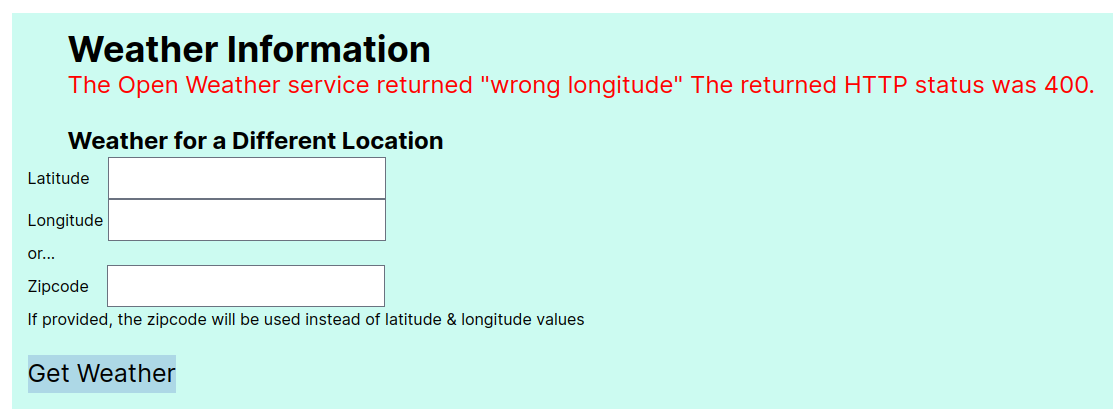 Weather Information
The Open Weather service returned "wrong longitude" The returned HTTP status was 400.
Weather for a Different Location
Latitude
Longitude
or...
Zipcode
If provided, the zipcode will be used instead of latitude & longitude values
Get Weather